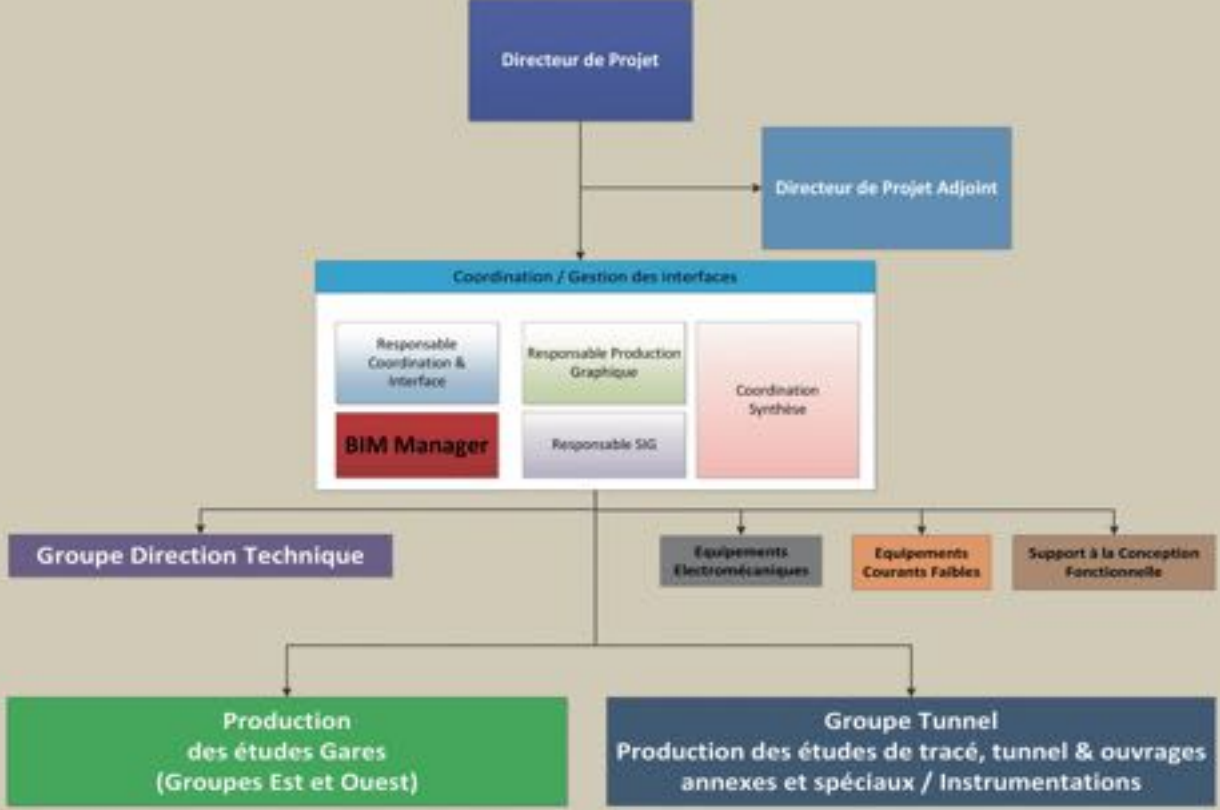 Directeur de Projet
Directeur de Projet Adjoint
Coordination / Gestion des interfaces
Responsable
Coordination &
Interface
Responsable Production
Graphique
Coordination
Synthèse
BIM Manager
Responsable SIG
Groupe Direction Technique
Equipements
Electromécaniques
Equipements
Courants Faibles
Support à la Conception
Fonctionnelle
Production
des études Gares
(Groupes Est et Ouest)
Groupe Tunnel
Production des études de tracé, tunnel & ouvrages
annexes et spéciaux / Instrumentations